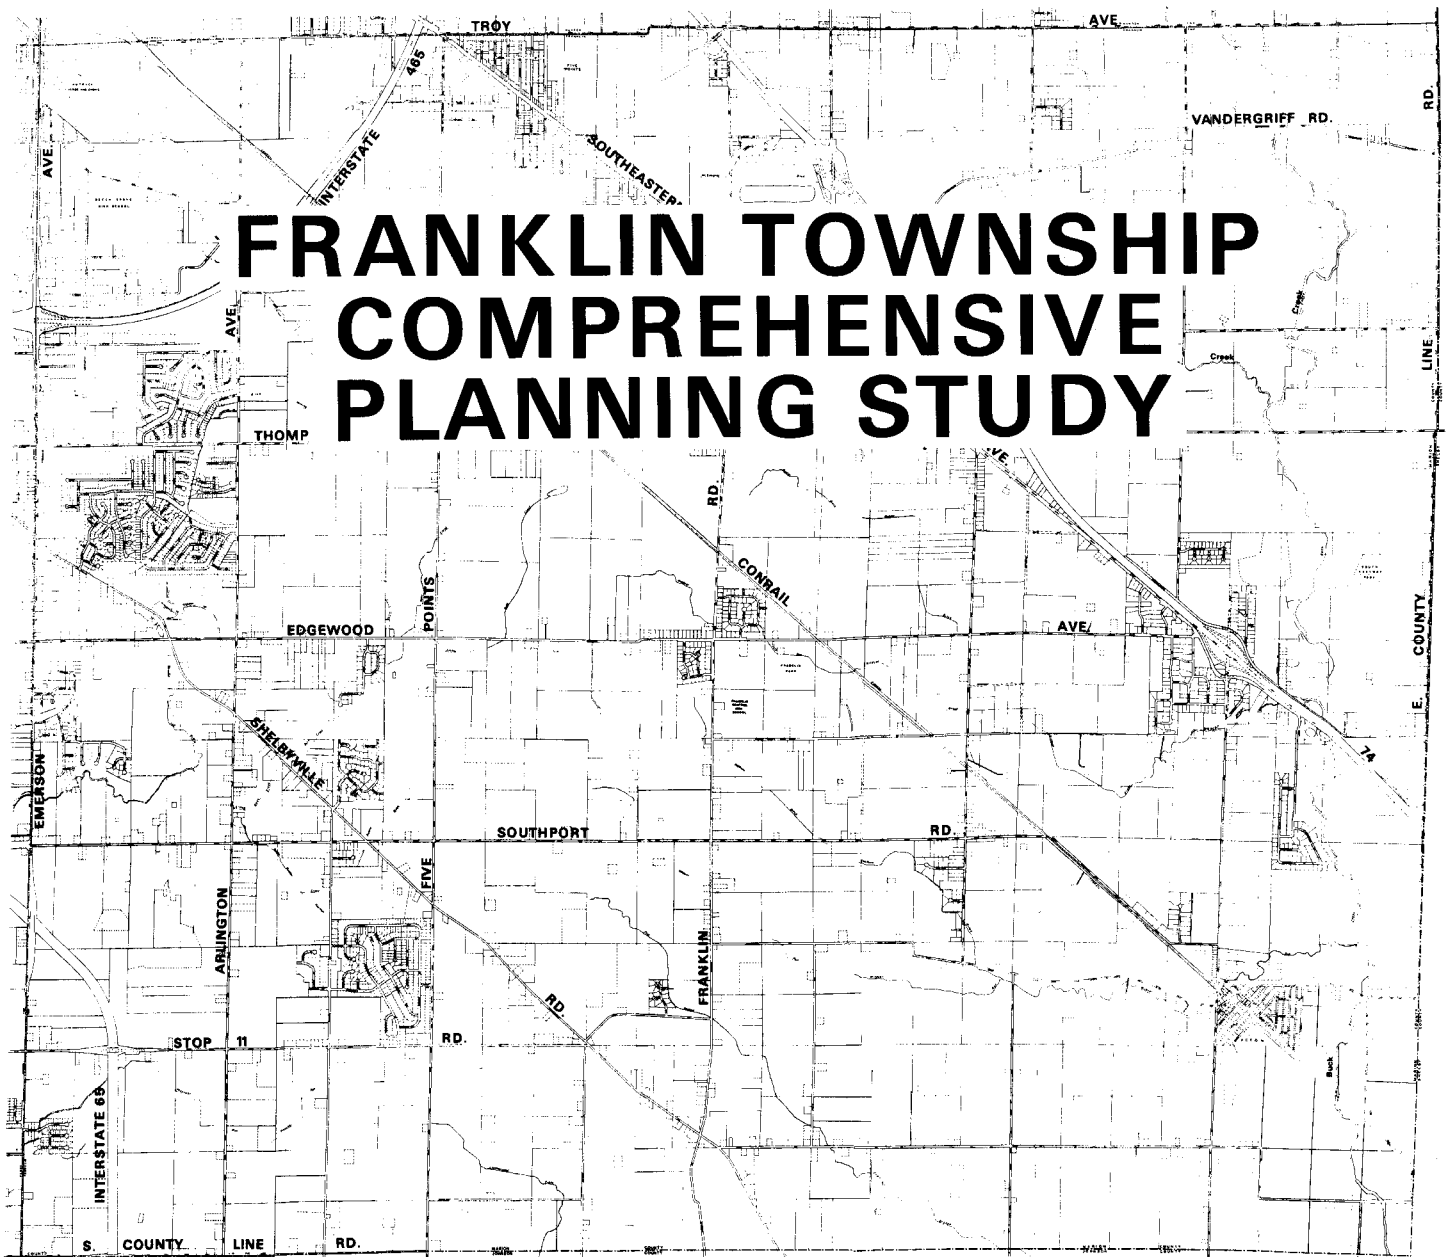 TROY AVE.
465
INTERSTATE
SOUTHEASTERN
VANDERGRIFF RD.
RD.
AVE.
FRANKLIN TOWNSHIP
COMPREHENSIVE
PLANNING STUDY
AVE.
Creek
Creek
LINE
THOMP
AVE
RD.
CONRAIL
POINTS
EDGEWOOD
AVE.
COUNTY
E.
SHELBYVILLE
74
EMERSON
SOUTHPORT
RD.
FIVE
ARLINGTON
FRANKLIN
RD.
STOP 11
RD.
Buck
INTERSTATE 65
S. COUNTY LINE RD.